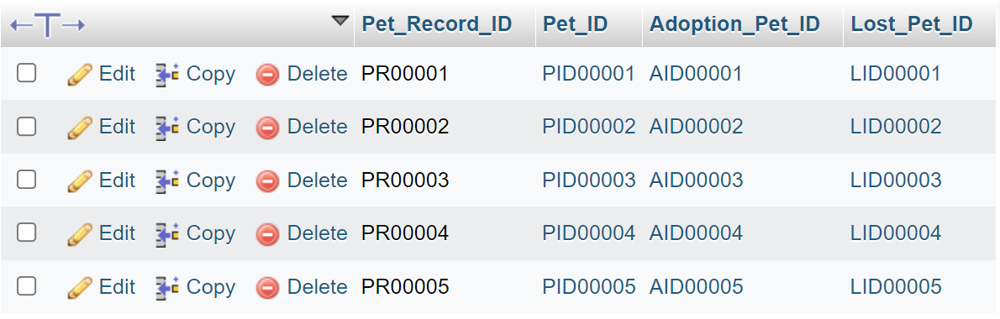 Pet_Record_ID Pet_ID Adoption_Pet_ID Lost_Pet_ID
Edit Copy Delete PR00001 PID00001 AID00001 LID00001
Edit Copy Delete PR00002 PID00002 AID00002 LID00002
Edit Copy Delete PR00003 PID00003 AID00003 LID00003
Edit Copy Delete PR00004 PID00004 AID00004 LID00004
Edit Copy Delete PR00005 PID00005 AID00005 LID00005